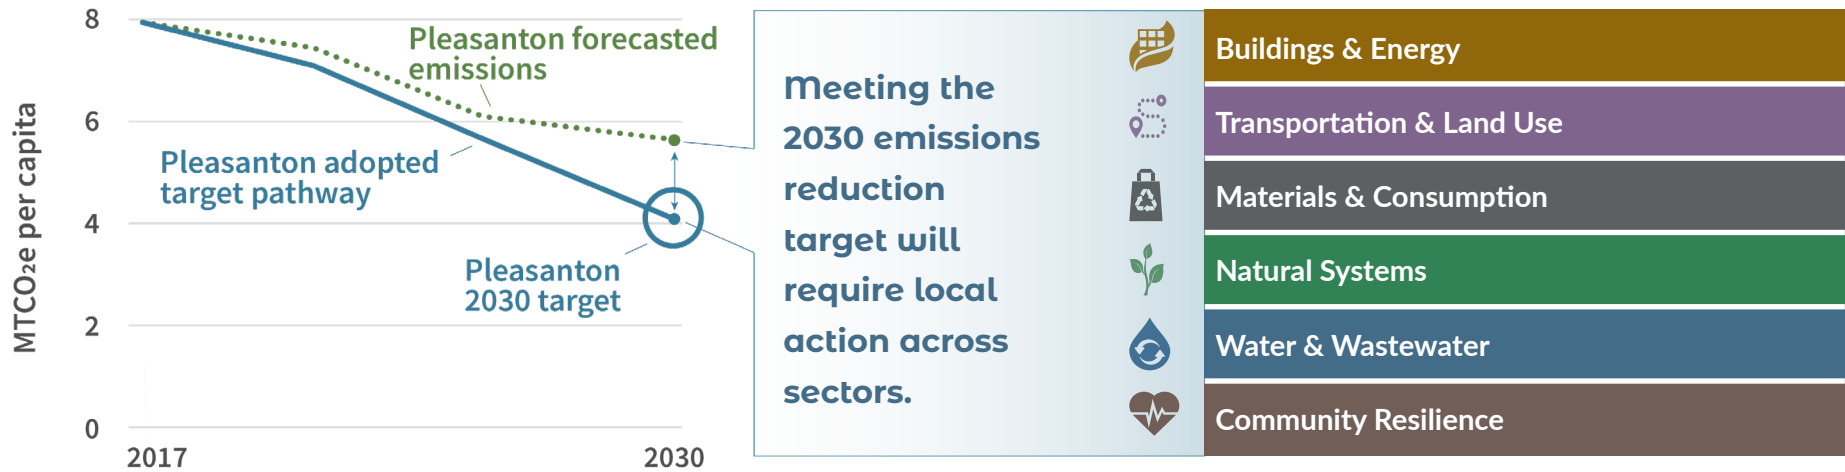 MTCO₂e per capita
8
6
4
2
0
2017
2030
Pleasanton forecasted
emissions
Pleasanton adopted
target pathway
Pleasanton
2030 target
Meeting the
2030 emissions
reduction
target will
require local
action across
sectors.
Buildings & Energy
Transportation & Land Use
Materials & Consumption
Natural Systems
Water & Wastewater
Community Resilience